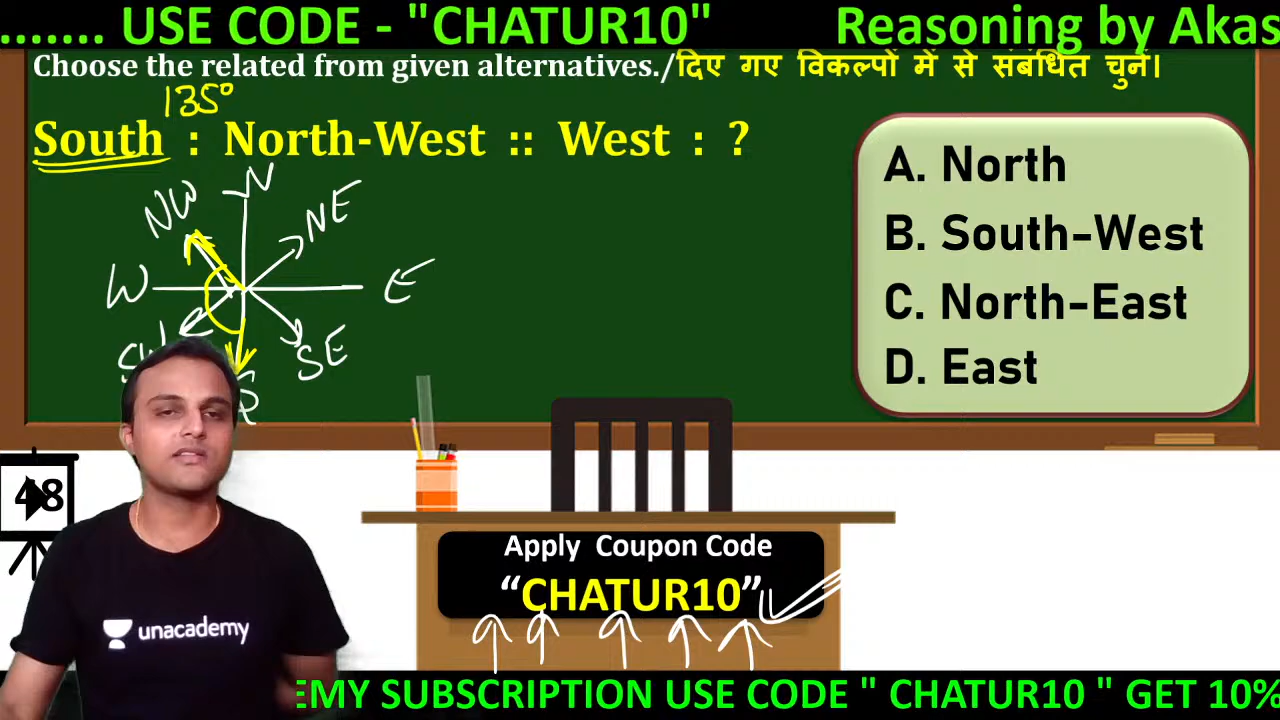 ....... USE CODE - "CHATUR10" Reasoning by Akas
Choose the related from given alternatives./दिए गए विकल्पों में से संबंधित चुनें।
135°
South : North-West :: West : ?
A. North
B. South-West
C. North-East
D. East
N
NW
NE
W
E
SW
SE
48
Apply Coupon Code
“CHATUR10”
unacademy
EMY SUBSCRIPTION USE CODE " CHATUR10 " GET 10%